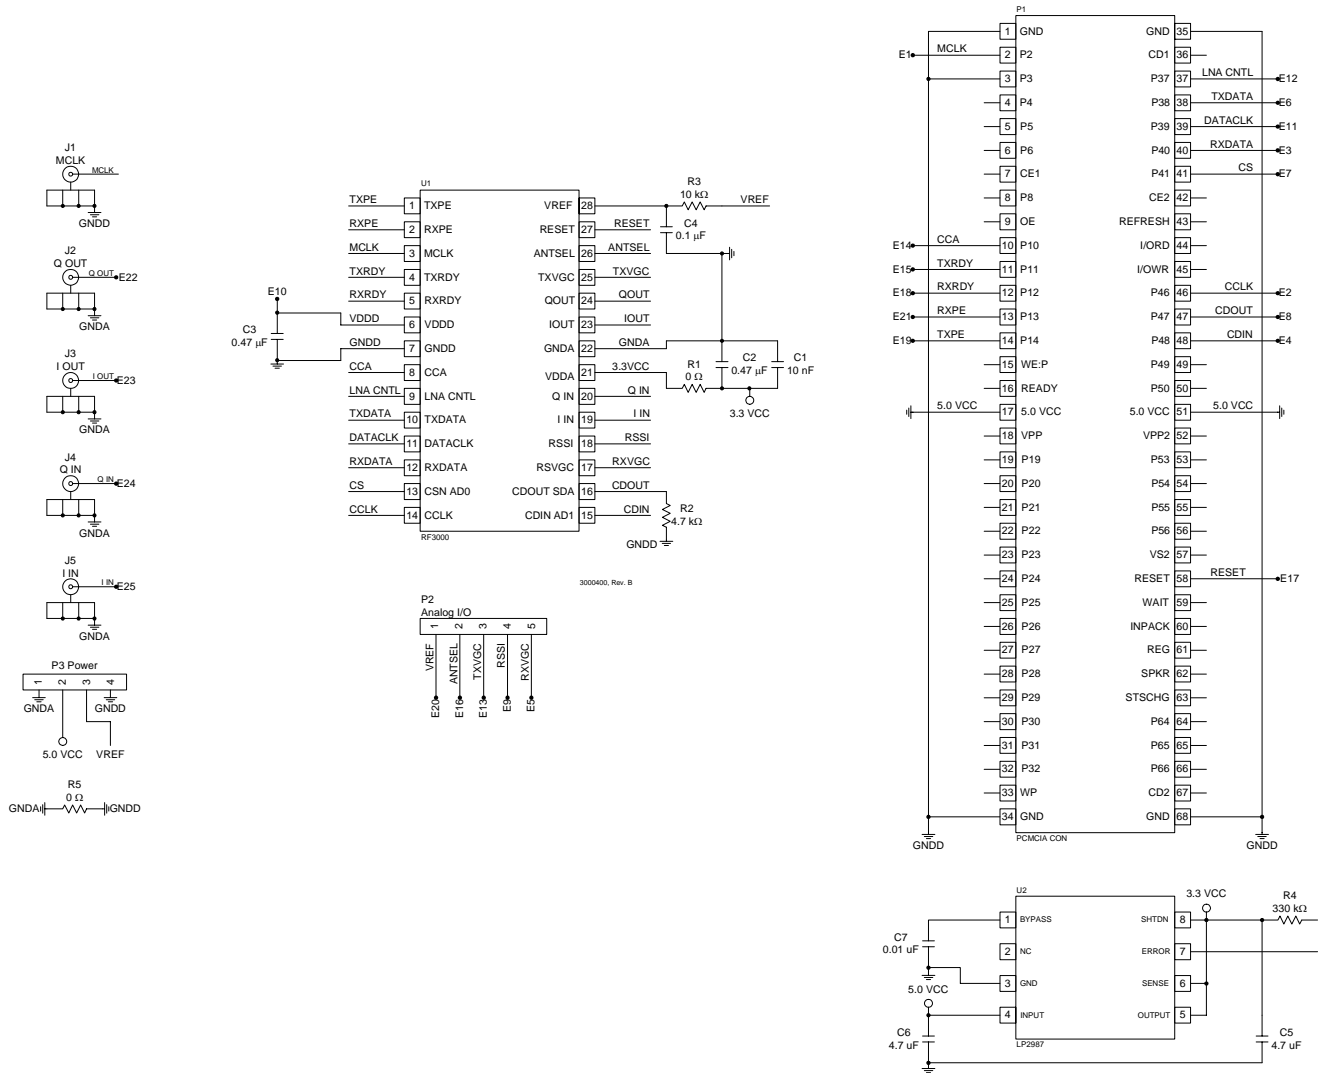 J1
MCLK
MCLK
GNDD
J2
Q OUT
Q OUT E22
GNDA
J3
I OUT
I OUT E23
GNDA
J4
Q IN
Q IN E24
GNDA
J5
I IN
I IN E25
GNDA
P3 Power
1 2 3 4
GNDA GNDD
5.0 VCC VREF
R5
0 Ω
GNDA GNDD
E10
C3
0.47 µF
U1
TXPE 1 TXPE VREF 28
RXPE 2 RXPE RESET 27 RESET
MCLK 3 MCLK ANTSEL 26 ANTSEL
TXRDY 4 TXRDY TXVGC 25 TXVGC
RXRDY 5 RXRDY QOUT 24 QOUT
VDDD 6 VDDD IOUT 23 IOUT
GNDD 7 GNDD GNDA 22 GNDA
CCA 8 CCA VDDA 21 3.3VCC
LNA CNTL 9 LNA CNTL Q IN 20 Q IN
TXDATA 10 TXDATA I IN 19 I IN
DATACLK 11 DATACLK RSSI 18 RSSI
RXDATA 12 RXDATA RSVGC 17 RXVGC
CS 13 CSN AD0 CDOUT SDA 16 CDOUT
CCLK 14 CCLK CDIN AD1 15 CDIN
RF3000
R3
10 kΩ
VREF
C4
0.1 µF
R1
0 Ω
C2
0.47 µF
C1
10 nF
3.3 VCC
R2
4.7 kΩ
GNDD
3000400, Rev. B
P2
Analog I/O
1 2 3 4 5
VREF ANTSEL TXVGC RSSI RXVGC
E20 E16 E13 E9 E5
P1
1 GND GND 35
E1 MCLK 2 P2 CD1 36
3 P3 P37 37 LNA CNTL E12
4 P4 P38 38 TXDATA E6
5 P5 P39 39 DATACLK E11
6 P6 P40 40 RXDATA E3
7 CE1 P41 41 CS E7
8 P8 CE2 42
9 OE REFRESH 43
E14 CCA 10 P10 I/ORD 44
E15 TXRDY 11 P11 I/OWR 45
E18 RXRDY 12 P12 P46 46 CCLK E2
E21 RXPE 13 P13 P47 47 CDOUT E8
E19 TXPE 14 P14 P48 48 CDIN E4
15 WE:P P49 49
16 READY P50 50
5.0 VCC 17 5.0 VCC 5.0 VCC 51 5.0 VCC
18 VPP VPP2 52
19 P19 P53 53
20 P20 P54 54
21 P21 P55 55
22 P22 P56 56
23 P23 VS2 57
24 P24 RESET 58 RESET E17
25 P25 WAIT 59
26 P26 INPACK 60
27 P27 REG 61
28 P28 SPKR 62
29 P29 STSCHG 63
30 P30 P64 64
31 P31 P65 65
32 P32 P66 66
33 WP CD2 67
34 GND GND 68
PCMCIA CON
GNDD GNDD
U2
1 BYPASS SHTDN 8
2 NC ERROR 7
3 GND SENSE 6
4 INPUT OUTPUT 5
LP2987
3.3 VCC
R4
330 kΩ
C7
0.01 uF
5.0 VCC
C6
4.7 uF
C5
4.7 uF